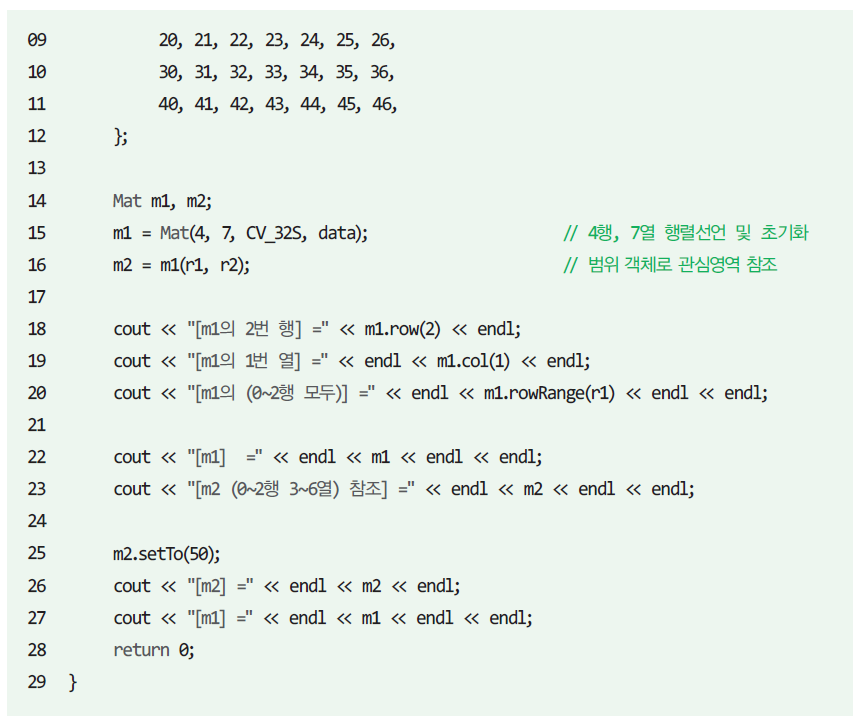 09 20, 21, 22, 23, 24, 25, 26,
10 30, 31, 32, 33, 34, 35, 36,
11 40, 41, 42, 43, 44, 45, 46,
12 };
13
14 Mat m1, m2;
15 m1 = Mat(4, 7, CV_32S, data); // 4행, 7열 행렬선언 및 초기화
16 m2 = m1(r1, r2); // 범위 객체로 관심영역 참조
17
18 cout << "[m1의 2번 행] =" << m1.row(2) << endl;
19 cout << "[m1의 1번 열] =" << endl << m1.col(1) << endl;
20 cout << "[m1의 (0~2행 모두)] =" << endl << m1.rowRange(r1) << endl << endl;
21
22 cout << "[m1] =" << endl << m1 << endl << endl;
23 cout << "[m2 (0~2행 3~6열) 참조] =" << endl << m2 << endl << endl;
24
25 m2.setTo(50);
26 cout << "[m2] =" << endl << m2 << endl;
27 cout << "[m1] =" << endl << m1 << endl << endl;
28 return 0;
29 }